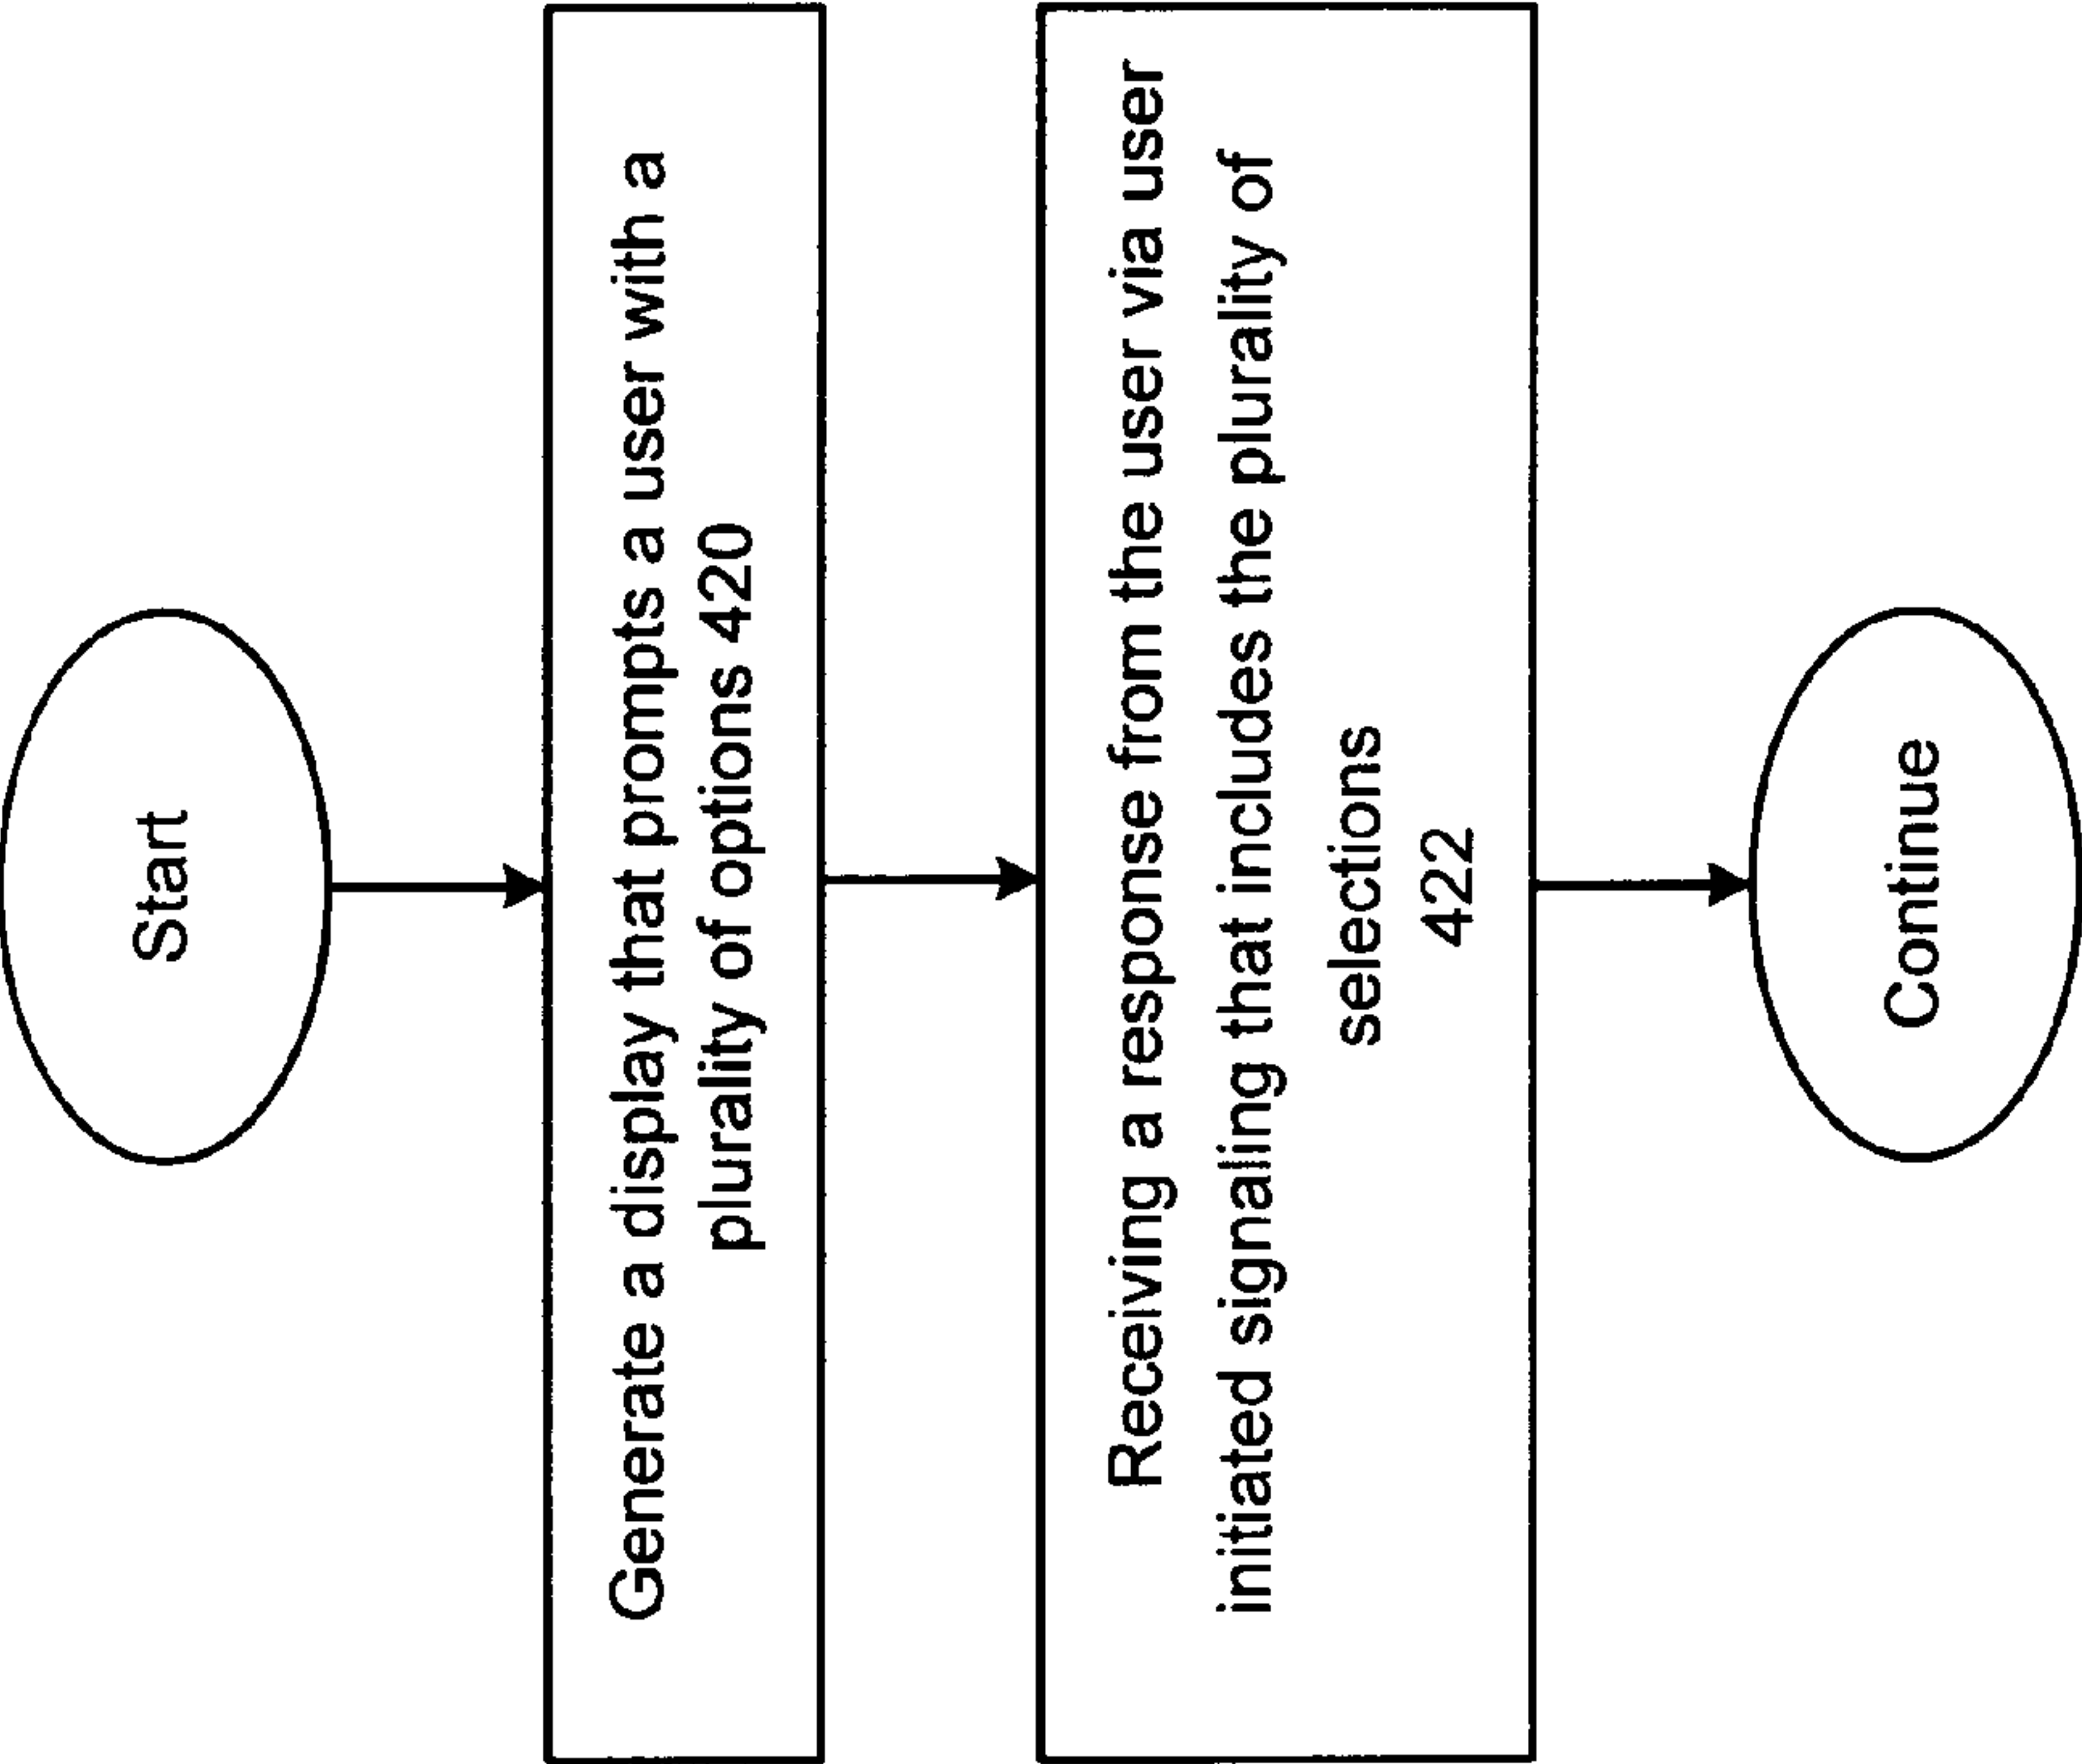 Start
Generate a display that prompts a user with a
plurality of options 420
Receiving a response from the user via user
initiated signaling that includes the plurality of
selections
422
Continue